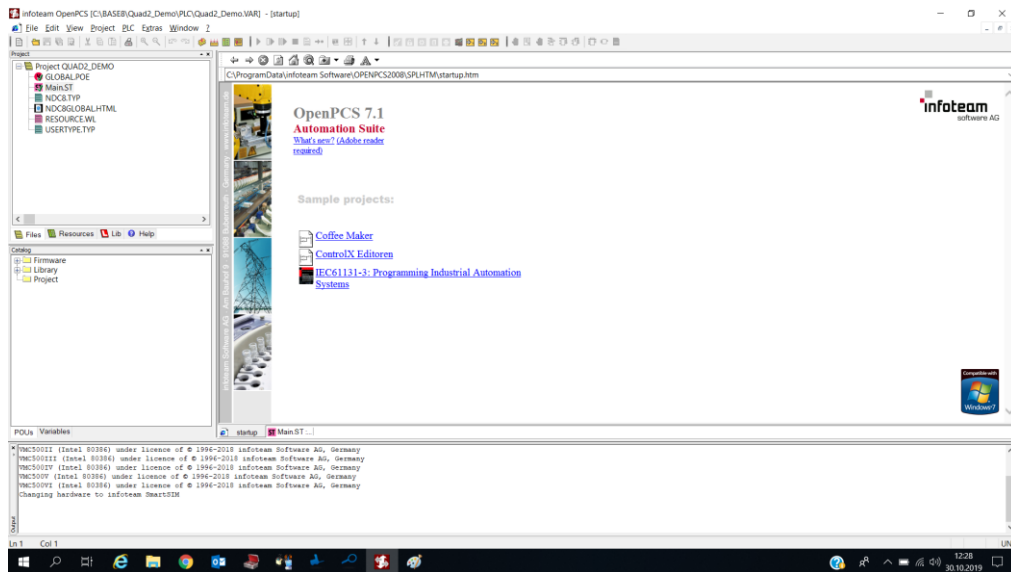 infoteam OpenPCS [C:\BASE8\Quad2_Demo\PLC\Quad2_Demo.VAR] - [startup]
File Edit View Project PLC Extras Window ?
Project
C:\ProgramData\infoteam Software\OPENPCS2008\SPLHTM\startup.htm
Project QUAD2_DEMO
GLOBAL.POE
Main.ST
NDC8.TYP
NDC8GLOBAL.HTML
RESOURCE.WL
USERTYPE.TYP
Files Resources Lib Help
Catalog
Firmware
Library
Project
POUs Variables
OpenPCS 7.1
Automation Suite
What's new? (Adobe reader
required)
infoteam
software AG
Sample projects:
Coffee Maker
ControlX Editoren
IEC61131-3: Programming Industrial Automation
Systems
Compatible with
Windows 7
startup Main.ST:...
VMC500II (Intel 80386) under licence of © 1996-2018 infoteam Software AG, Germany
VMC500III (Intel 80386) under licence of © 1996-2018 infoteam Software AG, Germany
VMC500IV (Intel 80386) under licence of © 1996-2018 infoteam Software AG, Germany
VMC500V (Intel 80386) under licence of © 1996-2018 infoteam Software AG, Germany
VMC500VI (Intel 80386) under licence of © 1996-2018 infoteam Software AG, Germany
Changing hardware to infoteam SmartSIM
Output
Ln 1 Col 1
UN
12:28
30.10.2019